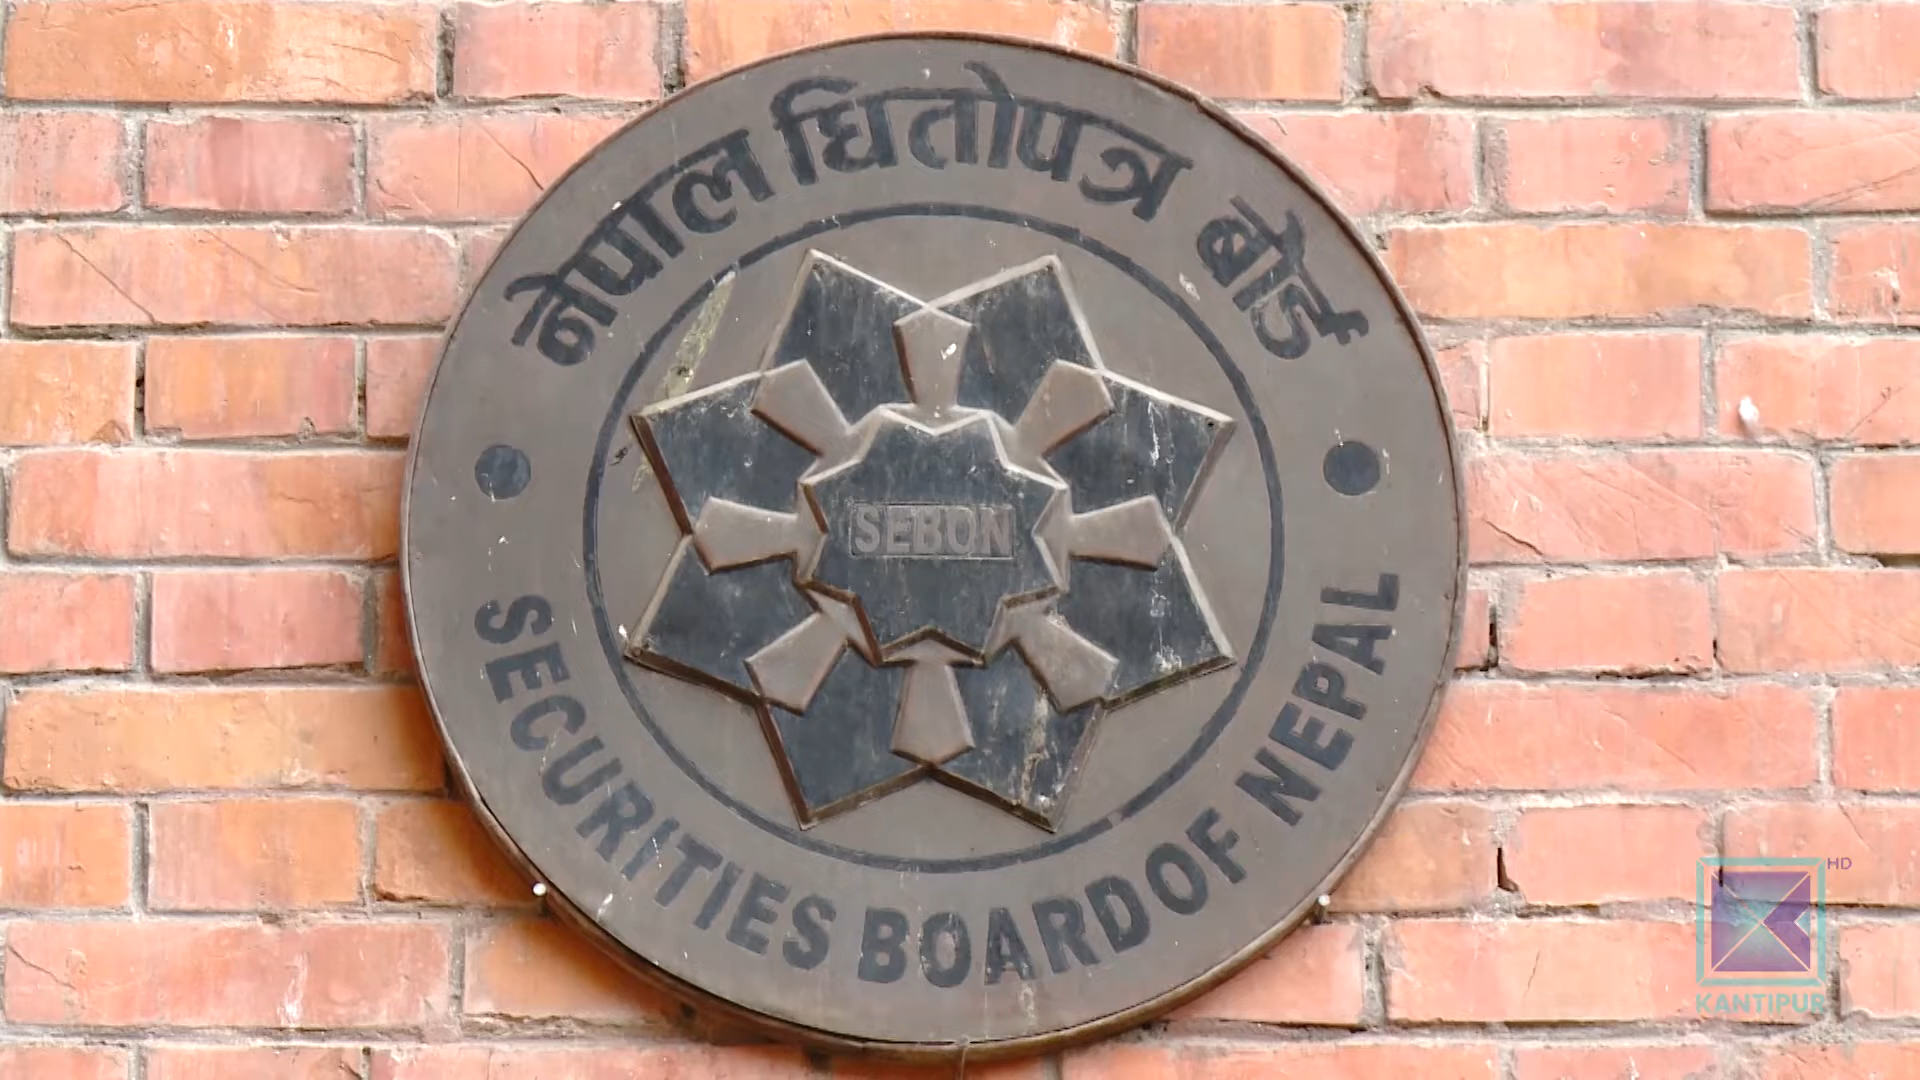 नेपाल धितोपत्र बोर्ड
SEBON
SECURITIES BOARD OF NEPAL
HD
KANTIPUR